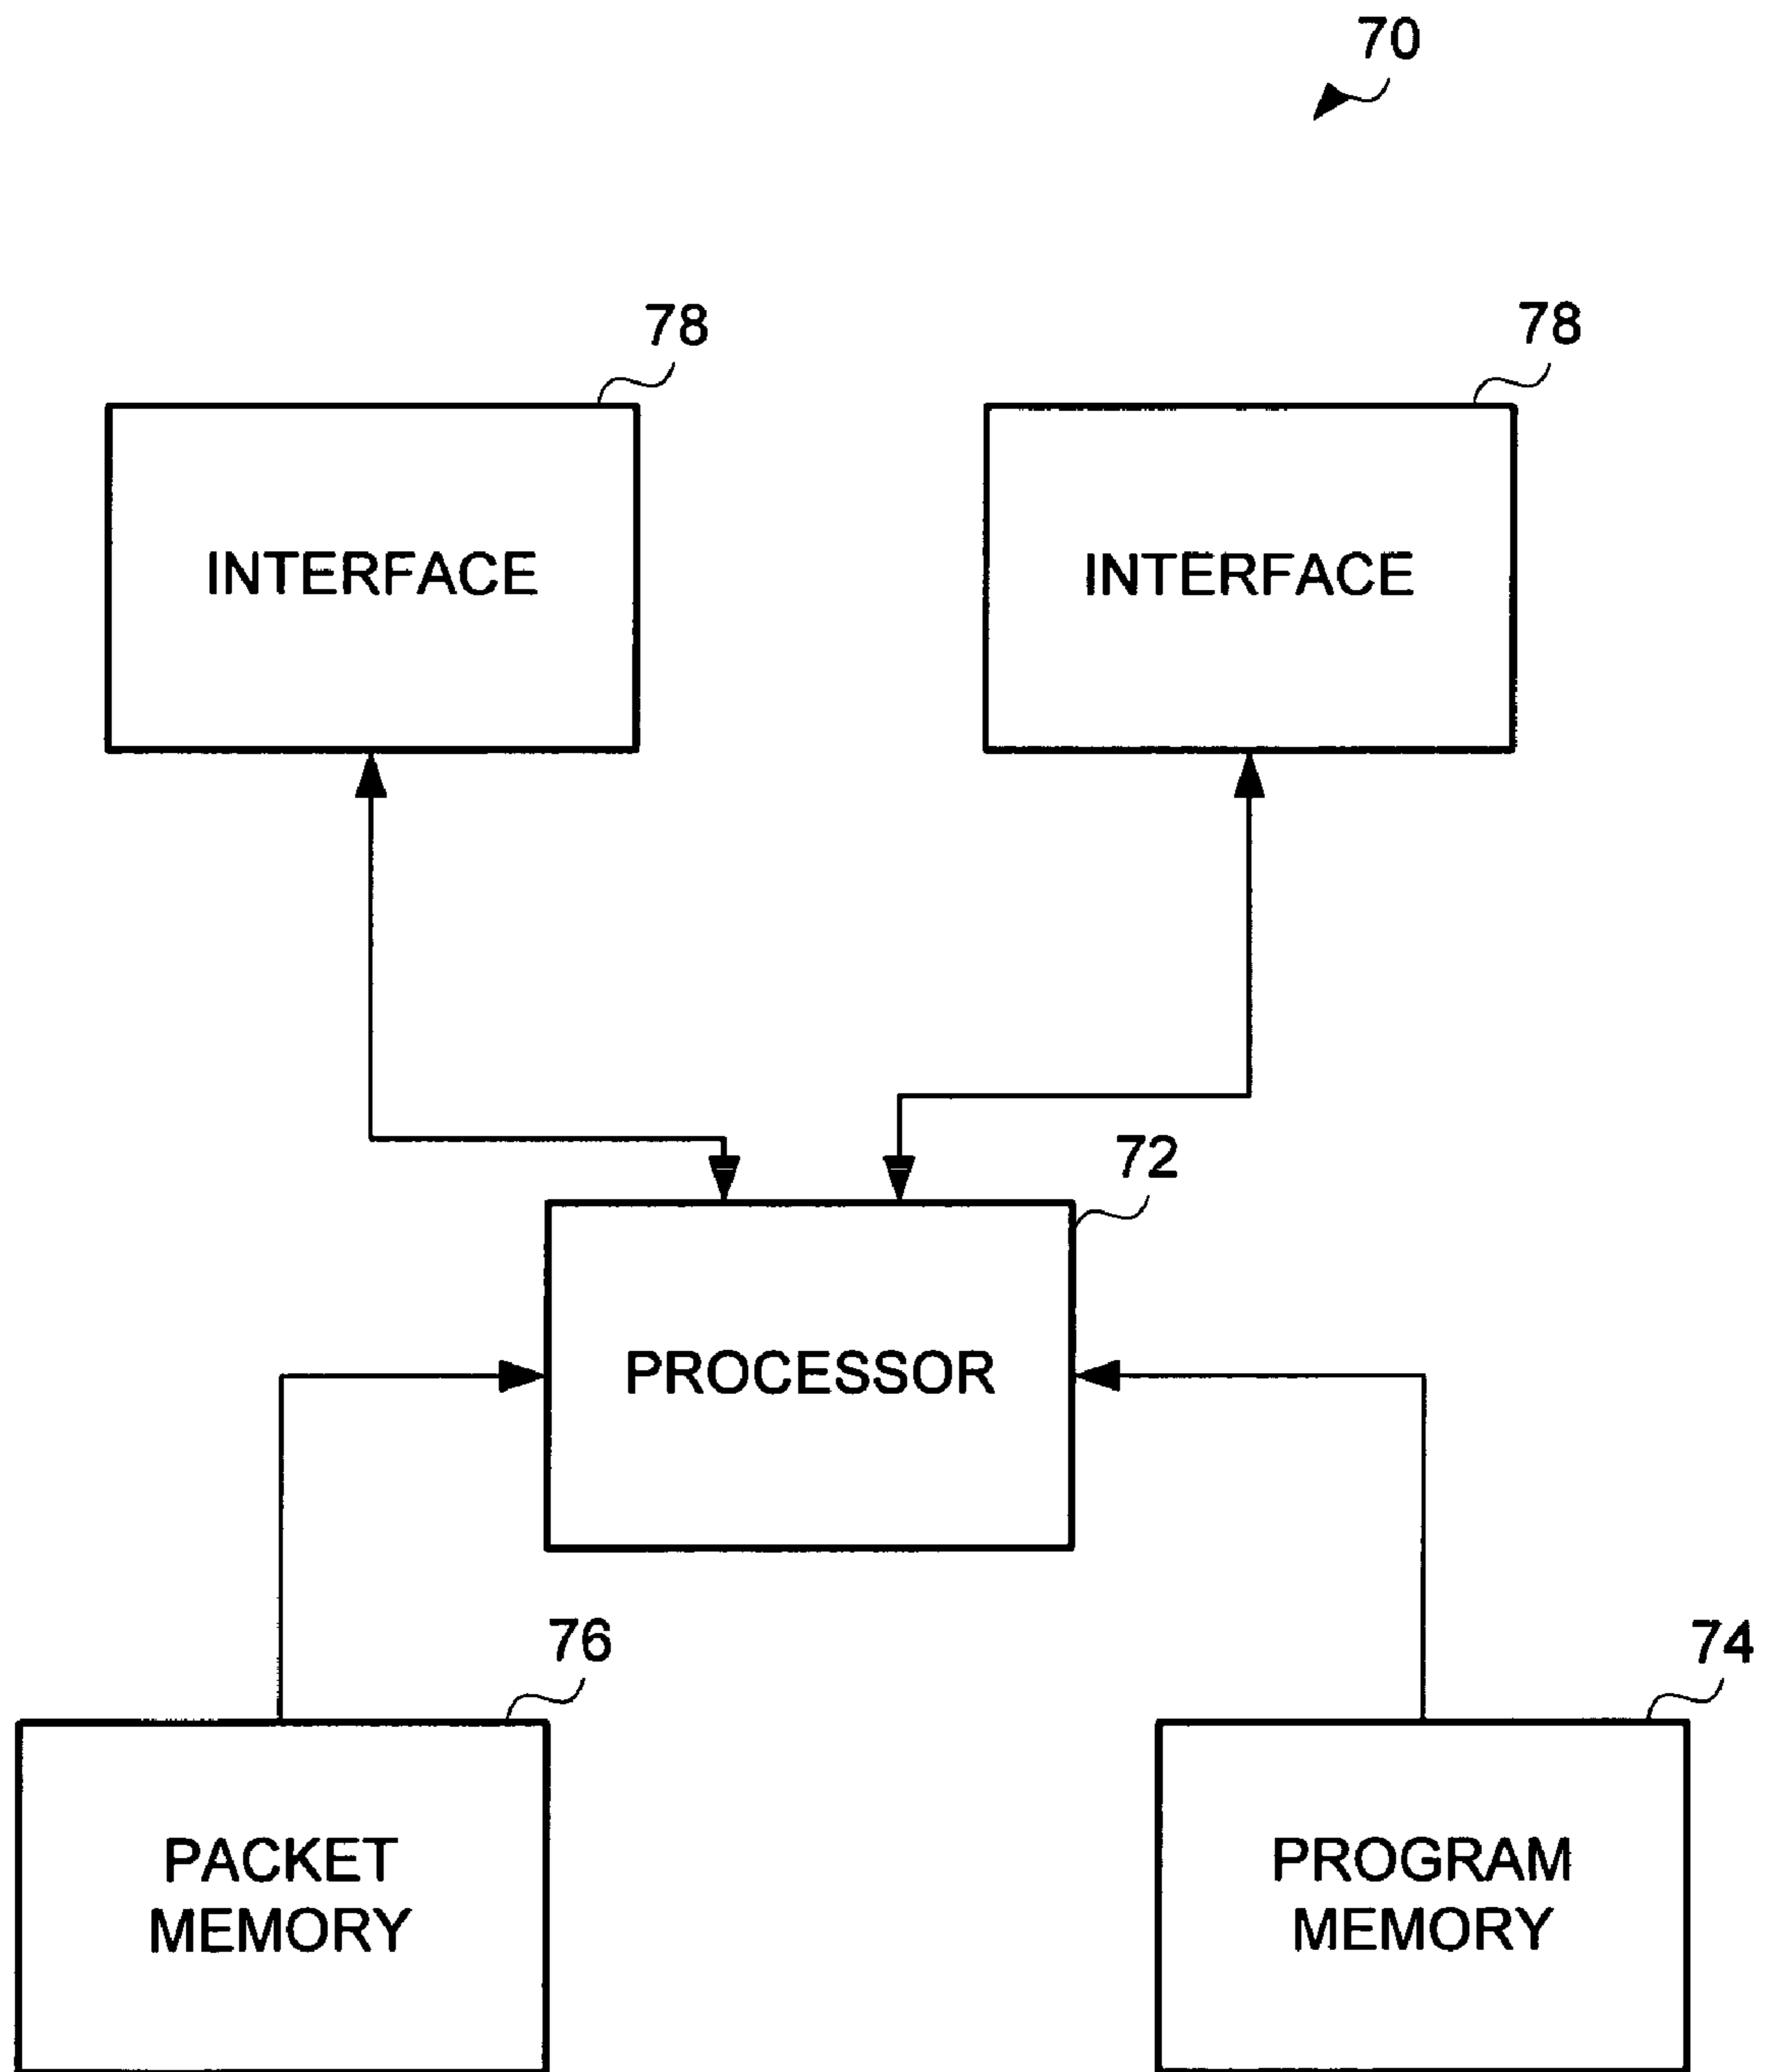 70
78
78
INTERFACE
INTERFACE
72
PROCESSOR
76
74
PACKET
MEMORY
PROGRAM
MEMORY